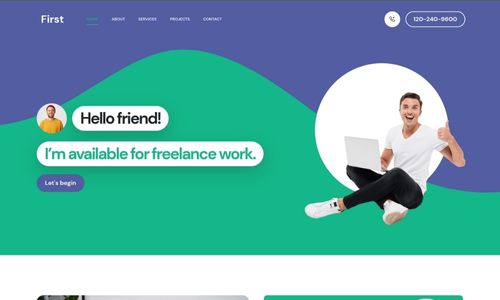 First
HOME ABOUT SERVICES PROJECTS CONTACT
120-240-9600
Hello friend!
I'm available for freelance work.
Let's begin